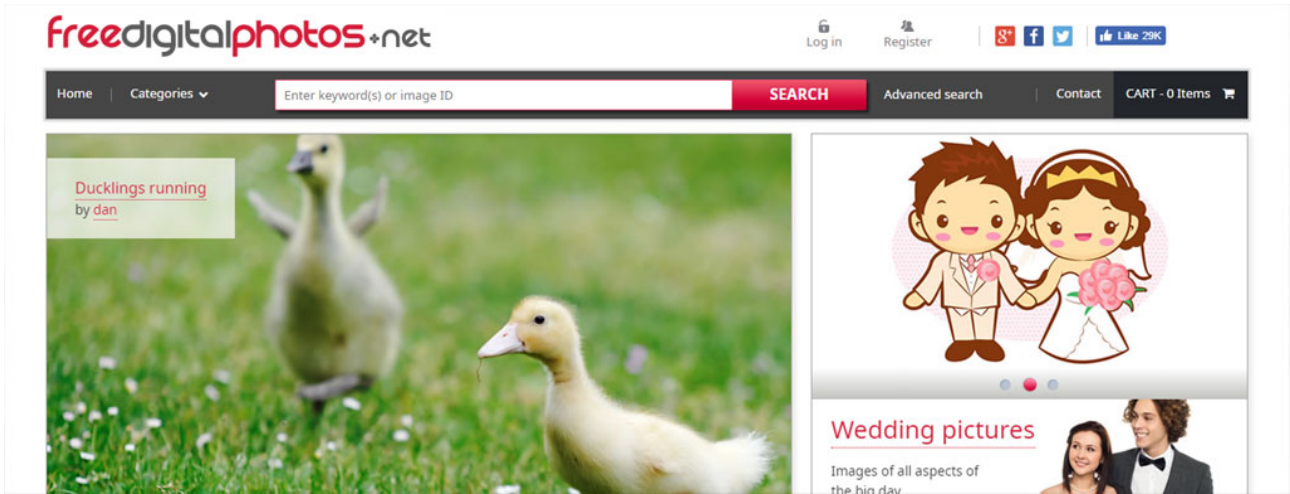 freedigitalphotos.net
Log in
Register
8+
f
Like 29K
Home
Categories
Enter keyword(s) or image ID
SEARCH
Advanced search
Contact
CART - 0 Items
Ducklings running
by dan
Wedding pictures
Images of all aspects of
the big day